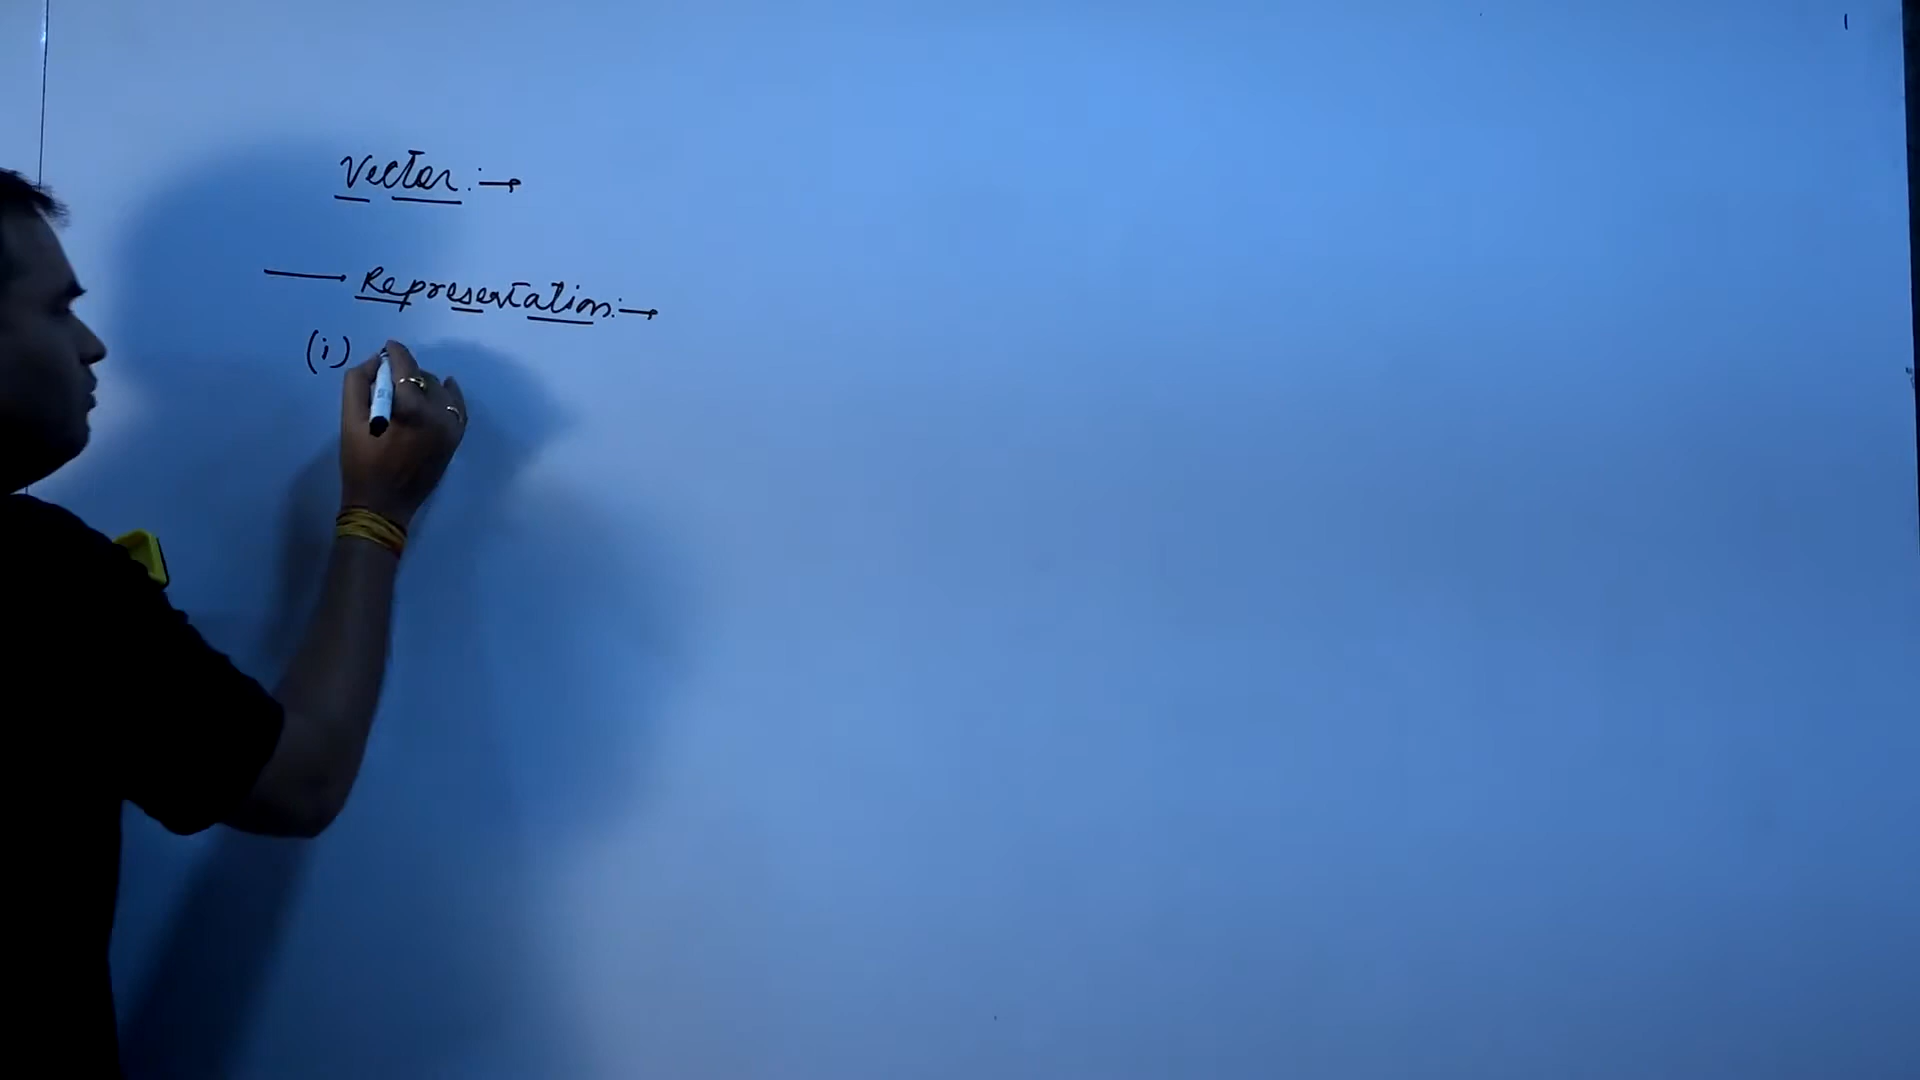 Vector :→
→ Representation :→
(i)